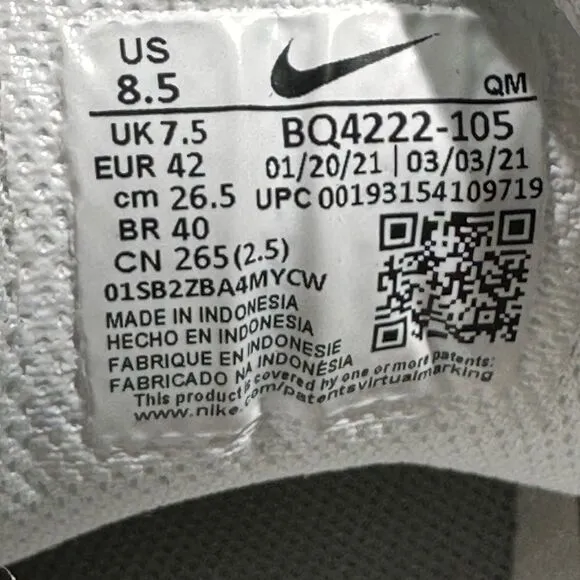 US
8.5
QM
UK 7.5
BQ4222-105
EUR 42
01/20/21 | 03/03/21
cm 26.5
UPC 00193154109719
BR 40
CN 265(2.5)
01SB2ZBA4MYCW
MADE IN INDONESIA
HECHO EN INDONESIA
FABRIQUE EN INDONESIE
FABRICADO NA INDONÉSIA
This product is covered by one or more patents:
www.nike.com/patentsvirtualmarking